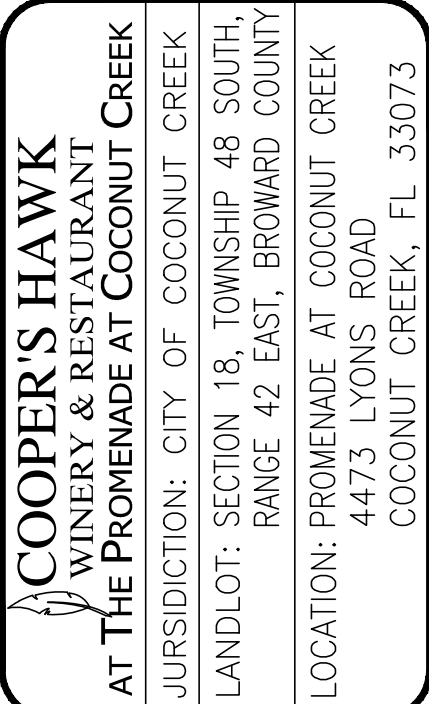 COOPER'S HAWK
WINERY & RESTAURANT
AT THE PROMENADE AT COCONUT CREEK
JURSIDICTION: CITY OF COCONUT CREEK
LANDLOT: SECTION 18, TOWNSHIP 48 SOUTH,
RANGE 42 EAST, BROWARD COUNTY
LOCATION: PROMENADE AT COCONUT CREEK
4473 LYONS ROAD
COCONUT CREEK, FL 33073